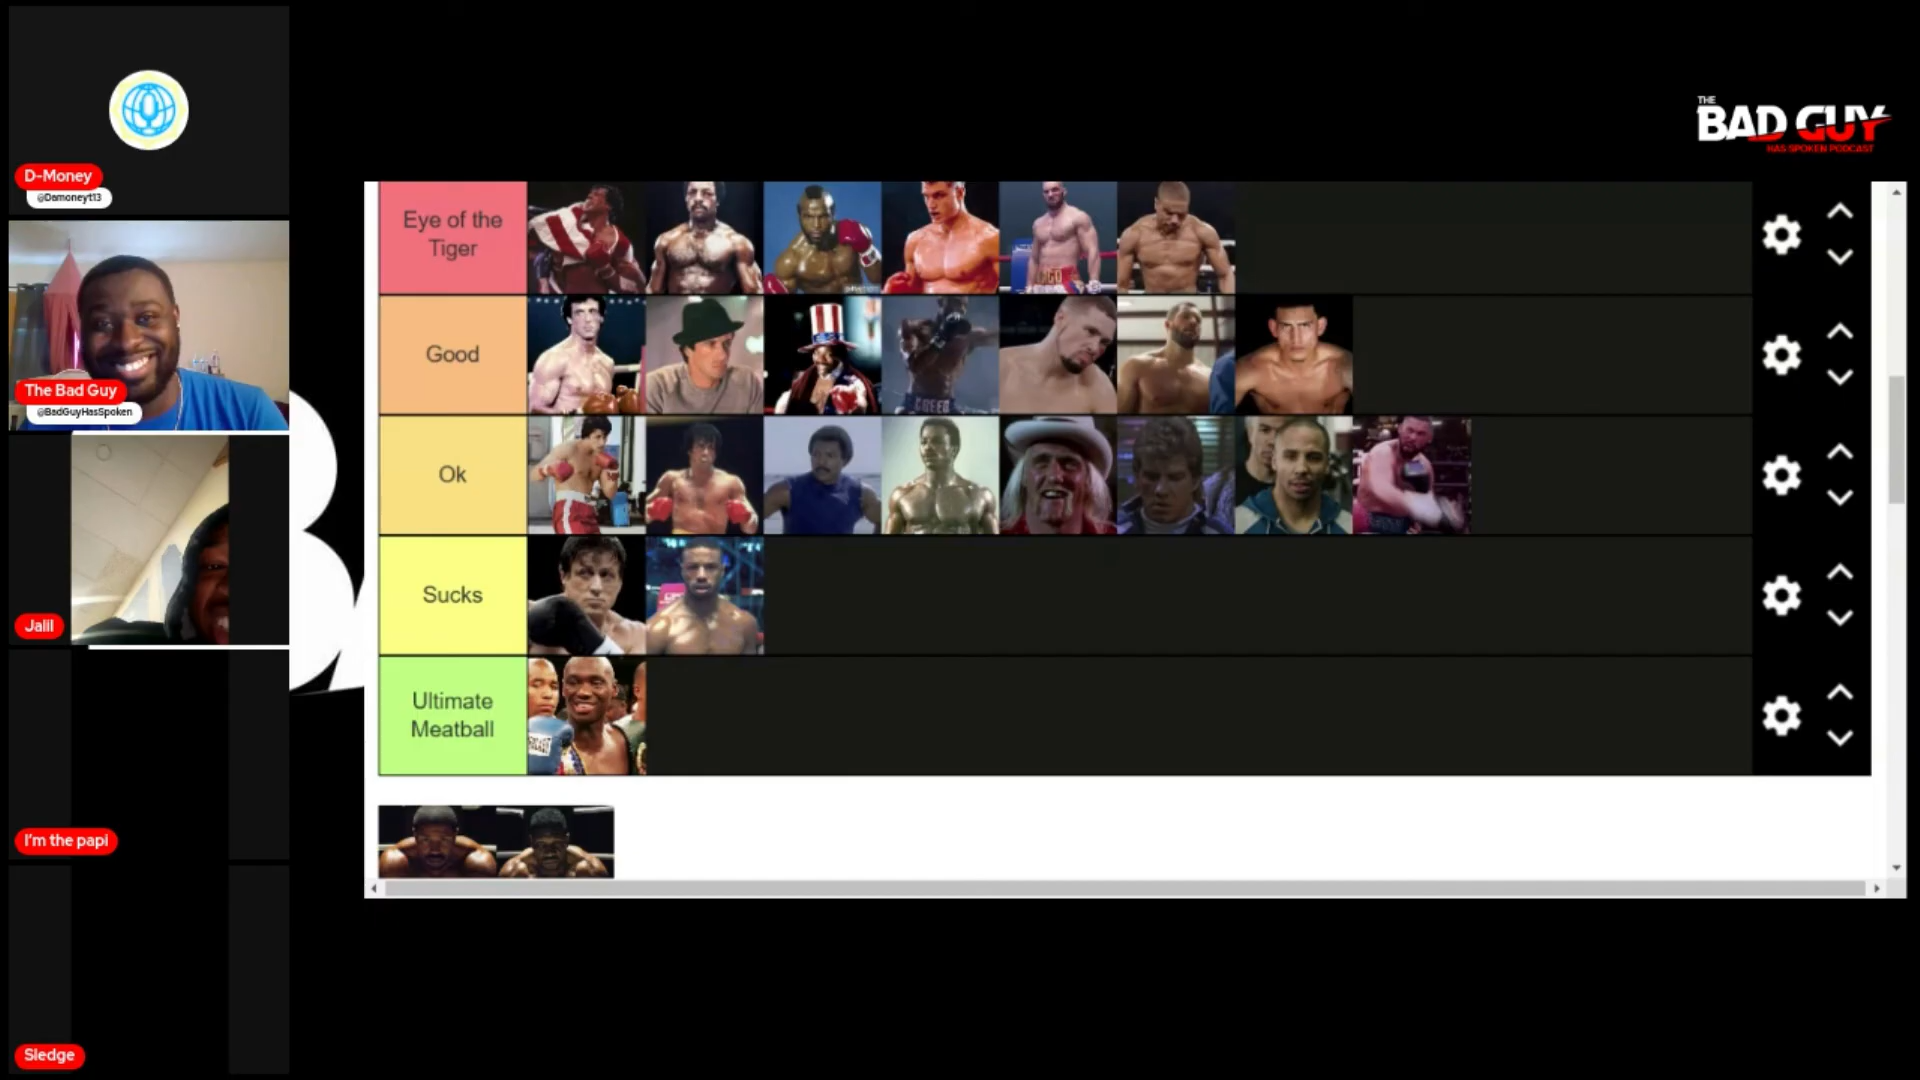 D-Money
@Damoneyt13
The Bad Guy
@BadGuyHasSpoken
Jalil
I'm the papi
Sledge
THE
BAD GUY
HAS SPOKEN PODCAST
Eye of the
Tiger
Good
CREED
Ok
Sucks
Ultimate
Meatball